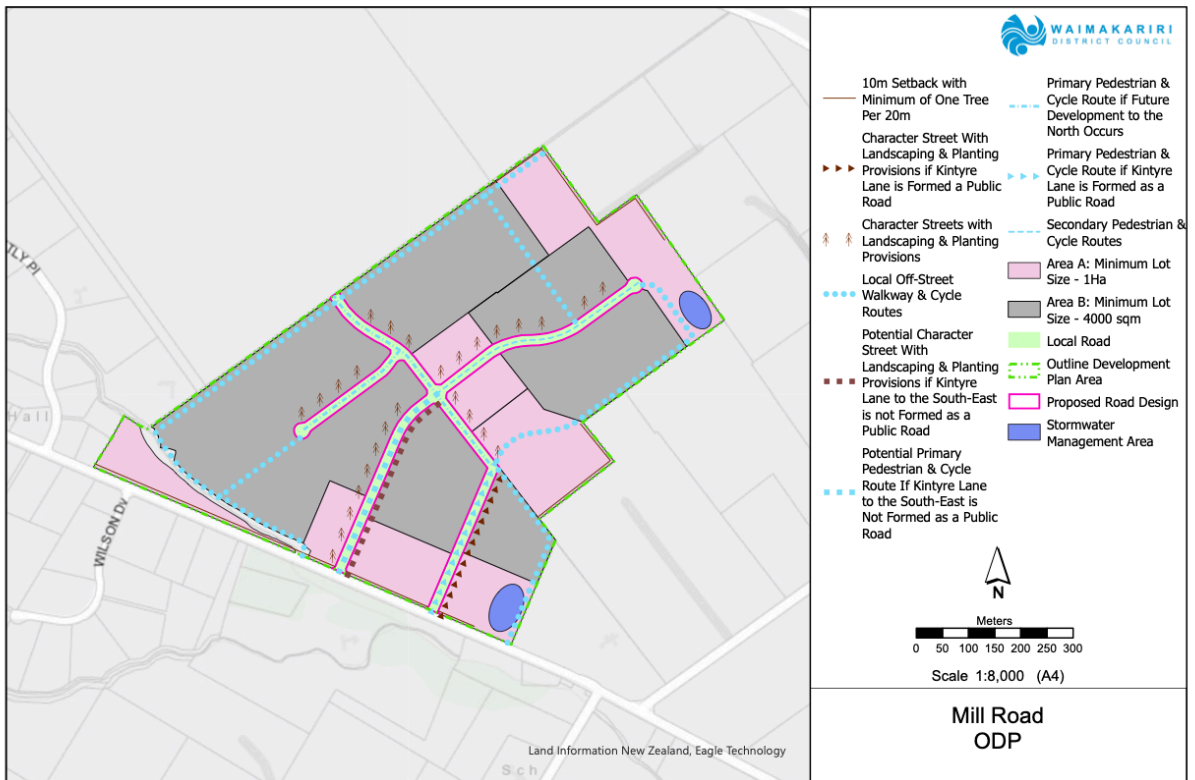 WAIMAKARIRI
DISTRICT COUNCIL
10m Setback with
Minimum of One Tree
Per 20m
Character Street With
Landscaping & Planting
Provisions if Kintyre
Lane is Formed a Public
Road
Character Streets with
Landscaping & Planting
Provisions
Local Off-Street
Walkway & Cycle
Routes
Potential Character
Street With
Landscaping & Planting
Provisions if Kintyre
Lane to the South-East
is not Formed as a
Public Road
Potential Primary
Pedestrian & Cycle
Route If Kintyre Lane
to the South-East is
Not Formed as a Public
Road
Primary Pedestrian &
Cycle Route if Future
Development to the
North Occurs
Primary Pedestrian &
Cycle Route if Kintyre
Lane is Formed as a
Public Road
Secondary Pedestrian &
Cycle Routes
Area A: Minimum Lot
Size - 1Ha
Area B: Minimum Lot
Size - 4000 sqm
Local Road
Outline Development
Plan Area
Proposed Road Design
Stormwater
Management Area
N
Meters
0 50 100 150 200 250 300
Scale 1:8,000 (A4)
Mill Road
ODP
TLY PI
Hall
WILSON DV
Land Information New Zealand, Eagle Technology
Sch